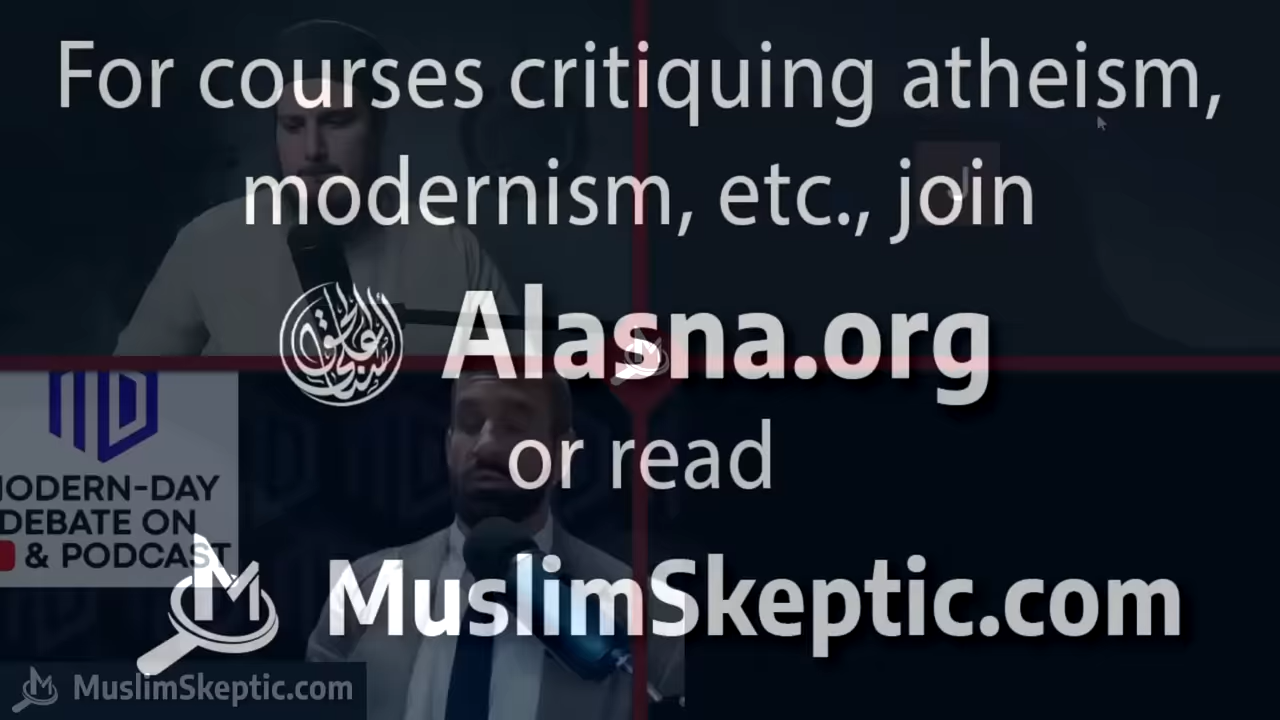 For courses critiquing atheism,
modernism, etc., join
Alasna.org
or read
MuslimSkeptic.com
MODERN-DAY
DEBATE ON
& PODCAST
MuslimSkeptic.com